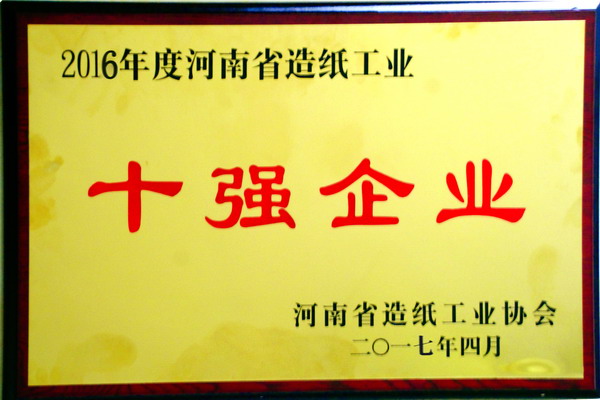 2016年度河南省造纸工业
十强企业
河南省造纸工业协会
二〇一七年四月